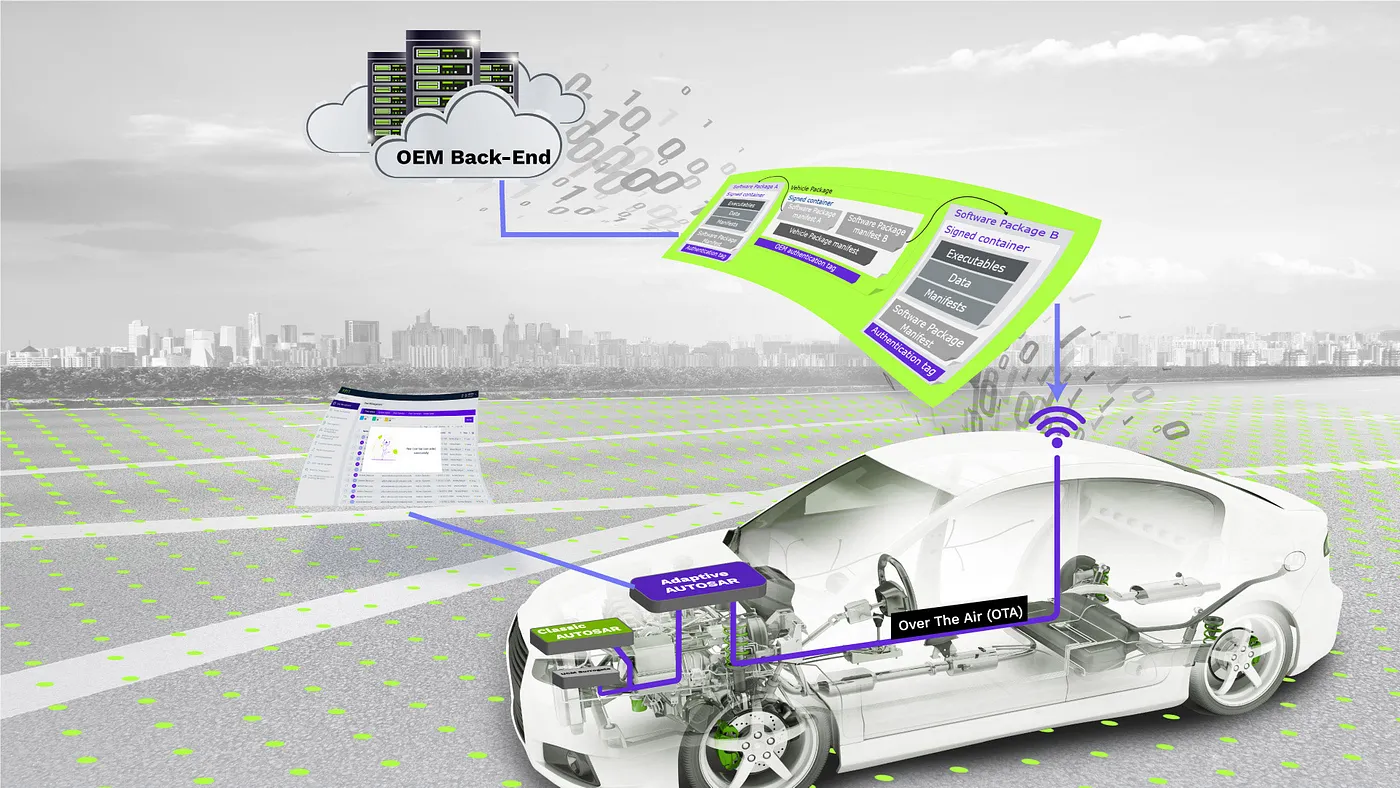 OEM Back-End
Software Package A
Signed container
Executables
Data
Manifests
Software Package
Manifest
Authentication tag
Vehicle Package
Signed container
Software Package
manifest A
Software Package
manifest B
Vehicle Package manifest
OEM authentication tag
Software Package B
Signed container
Executables
Data
Manifests
Software Package
Manifest
Authentication tag
Adaptive
AUTOSAR
Classic
AUTOSAR
Over The Air (OTA)